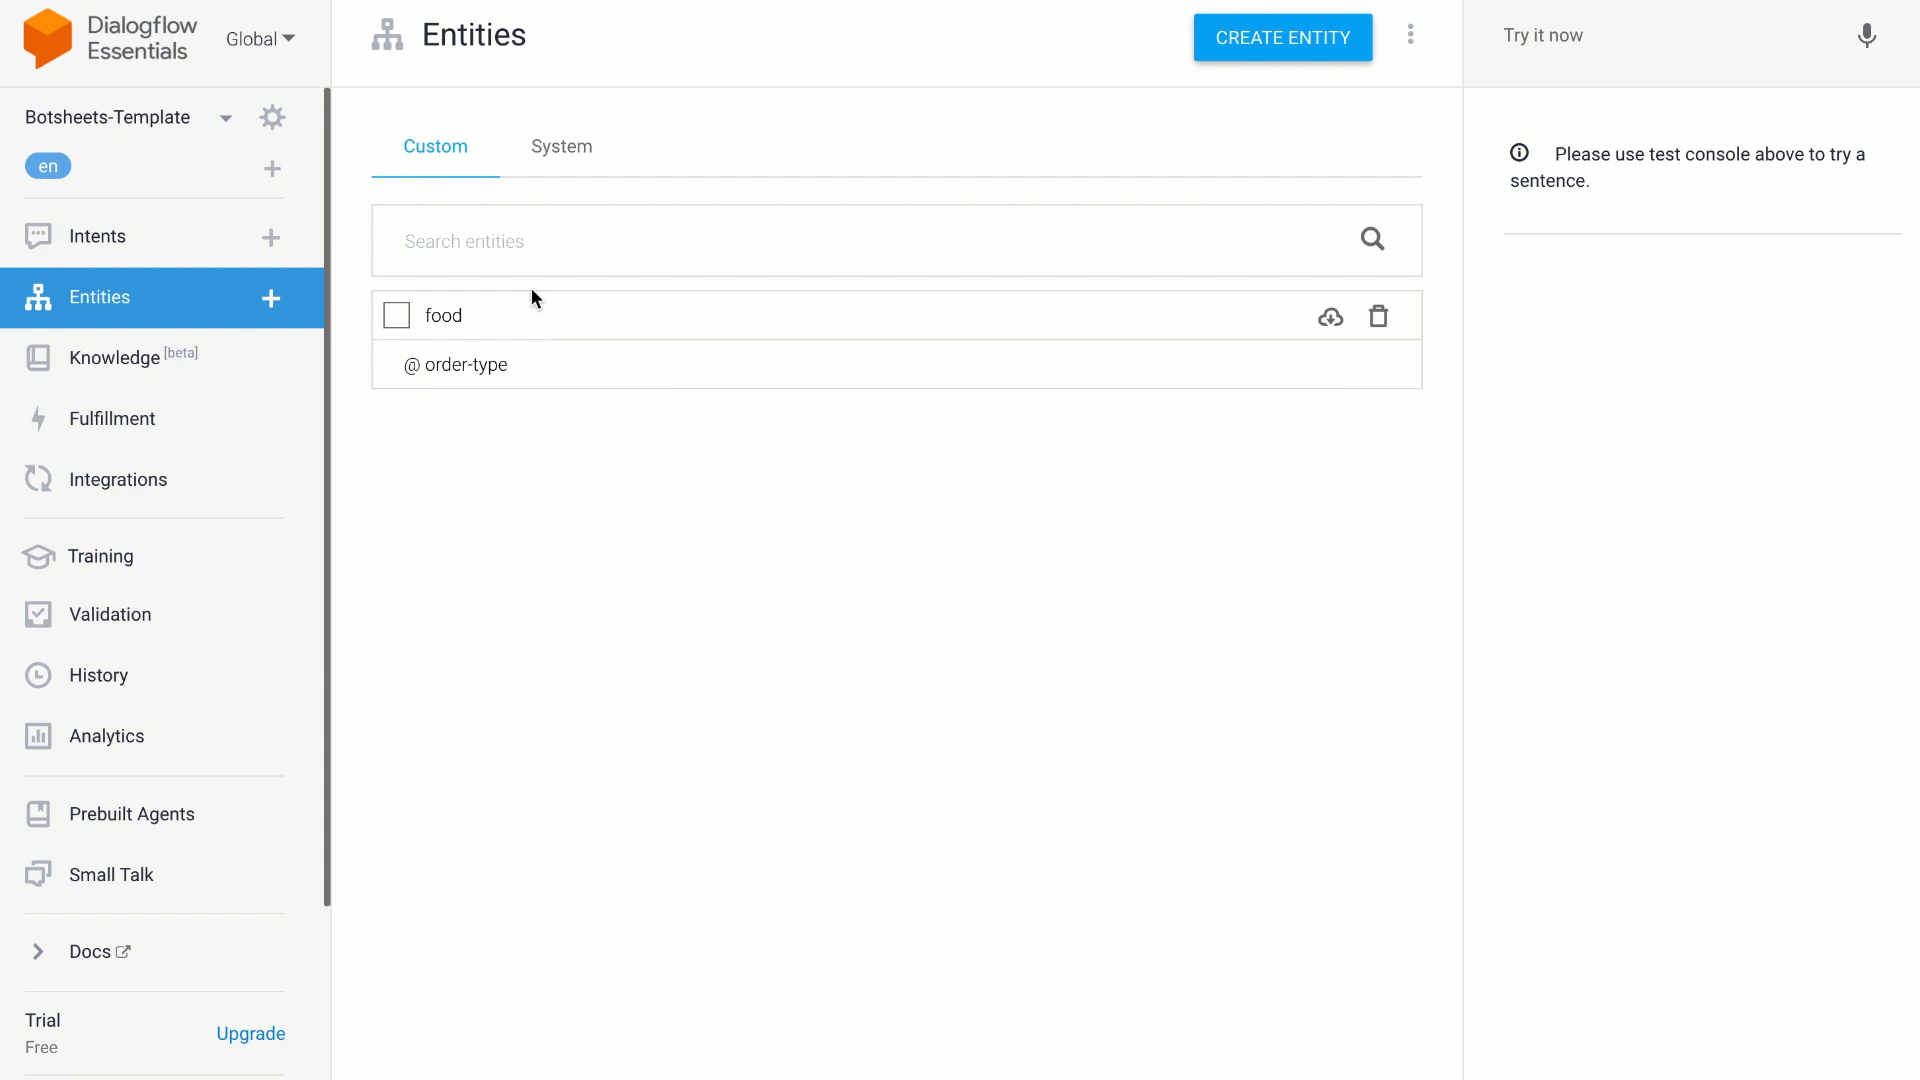 Dialogflow
Essentials
Global
Botsheets-Template
en
Intents
Entities
Knowledge [beta]
Fulfillment
Integrations
Training
Validation
History
Analytics
Prebuilt Agents
Small Talk
Docs
Trial
Free
Upgrade
Entities
CREATE ENTITY
Custom
System
Search entities
food
@ order-type
Try it now
Please use test console above to try a
sentence.